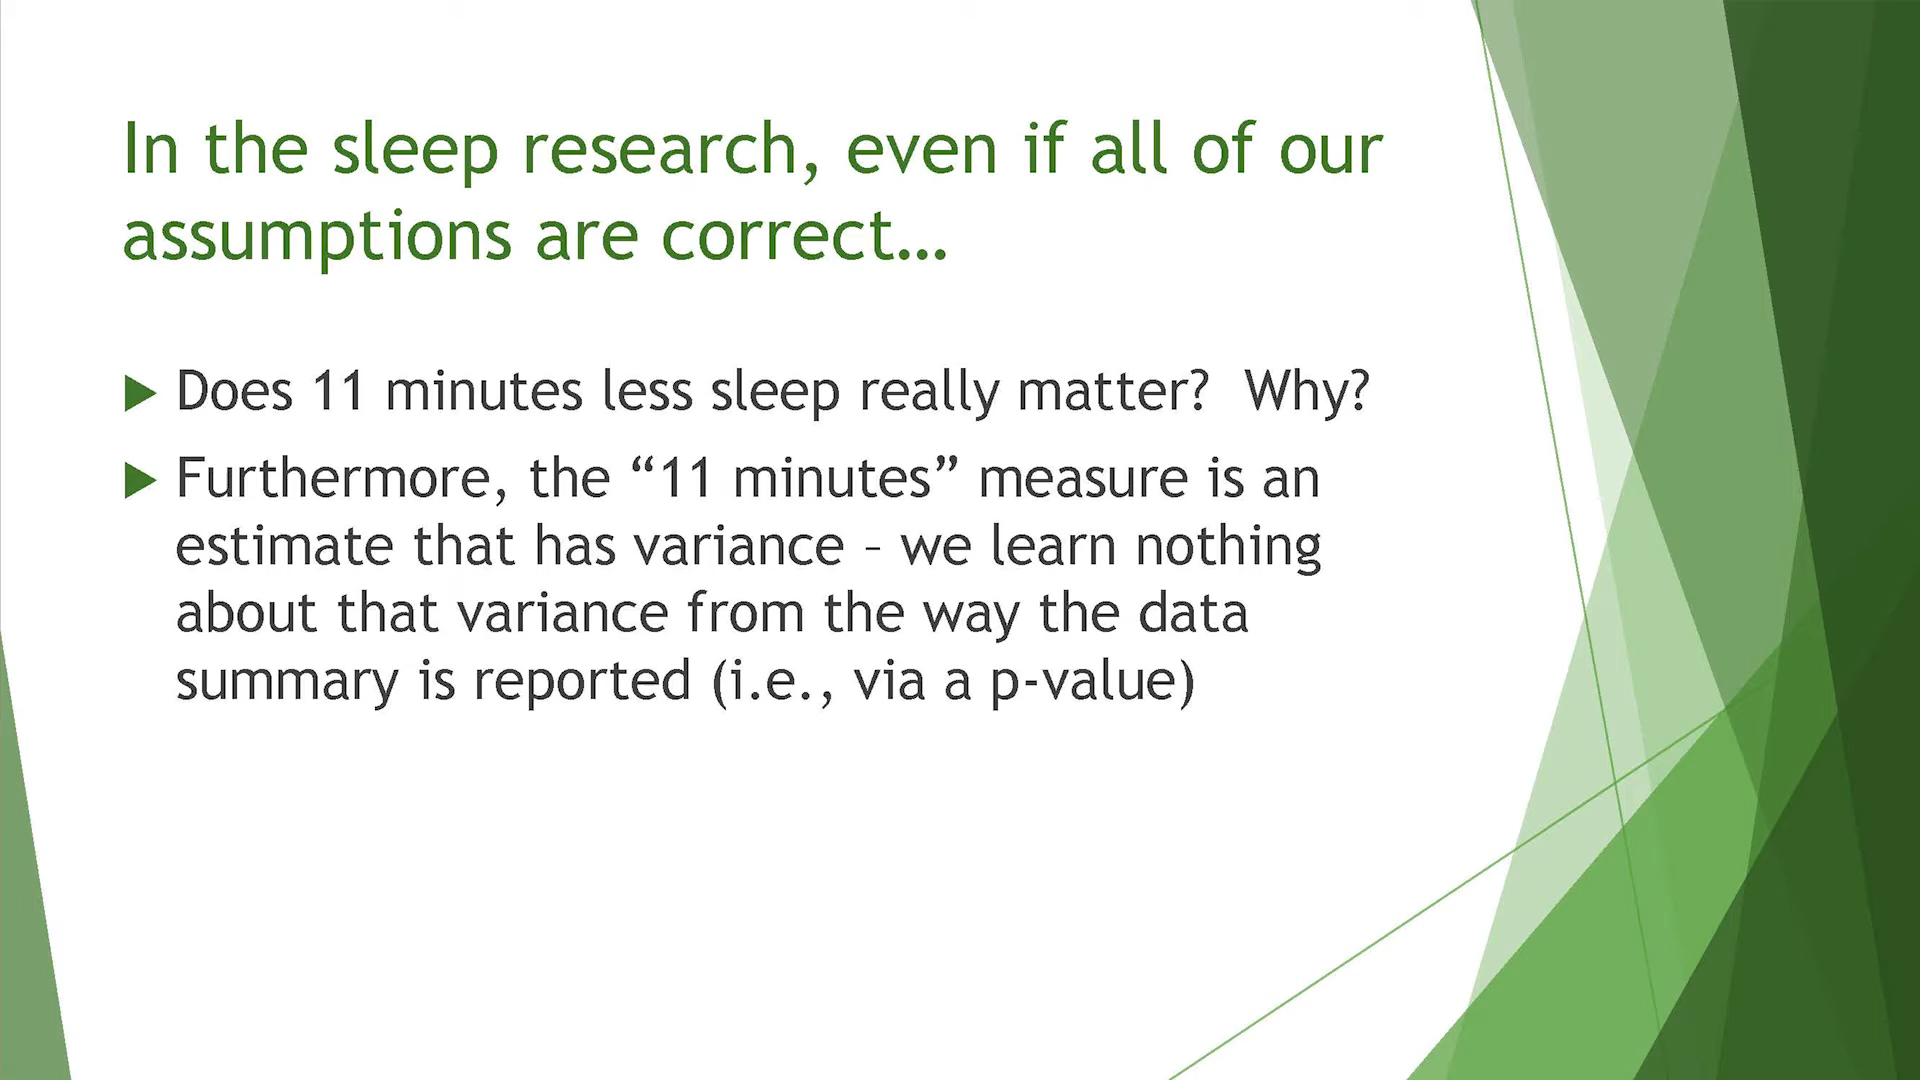 In the sleep research, even if all of our
assumptions are correct…
Does 11 minutes less sleep really matter?  Why?
Furthermore, the “11 minutes” measure is an
estimate that has variance – we learn nothing
about that variance from the way the data
summary is reported (i.e., via a p-value)